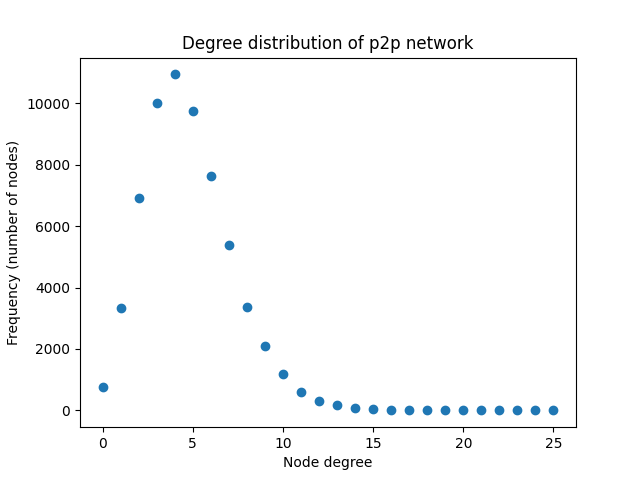 Degree distribution of p2p network
10000
8000
6000
4000
2000
0
Frequency (number of nodes)
0 5 10 15 20 25
Node degree